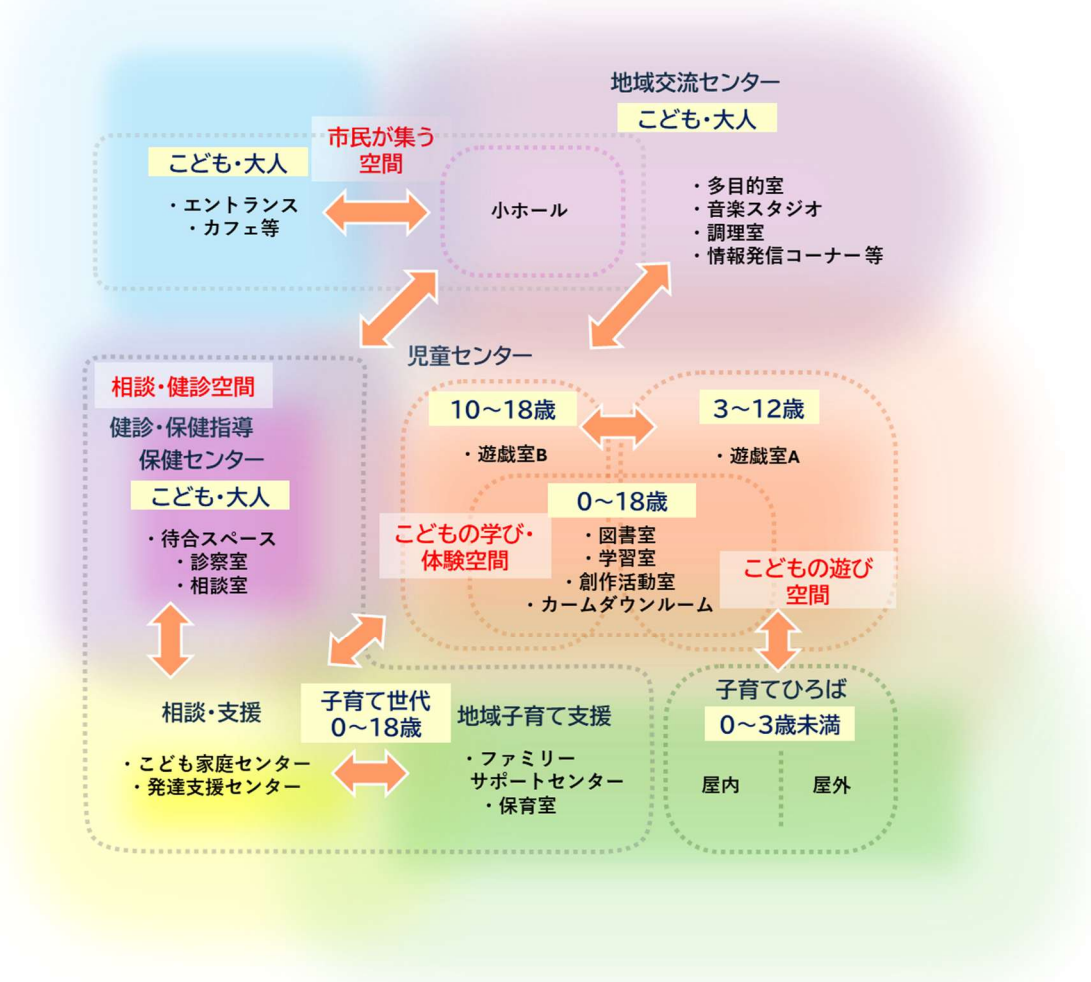 地域交流センター
こども・大人
市民が集う
空間
こども・大人
・エントランス
・カフェ等
小ホール
・多目的室
・音楽スタジオ
・調理室
・情報発信コーナー等
児童センター
相談・健診空間
健診・保健指導
保健センター
こども・大人
・待合スペース
・診察室
・相談室
10～18歳
・遊戯室B
3～12歳
・遊戯室A
0～18歳
・図書室
・学習室
・創作活動室
・カームダウンルーム
こどもの学び・
体験空間
こどもの遊び
空間
相談・支援
・こども家庭センター
・発達支援センター
子育て世代
0～18歳
地域子育て支援
・ファミリー
サポートセンター
・保育室
子育てひろば
0～3歳未満
屋内
屋外